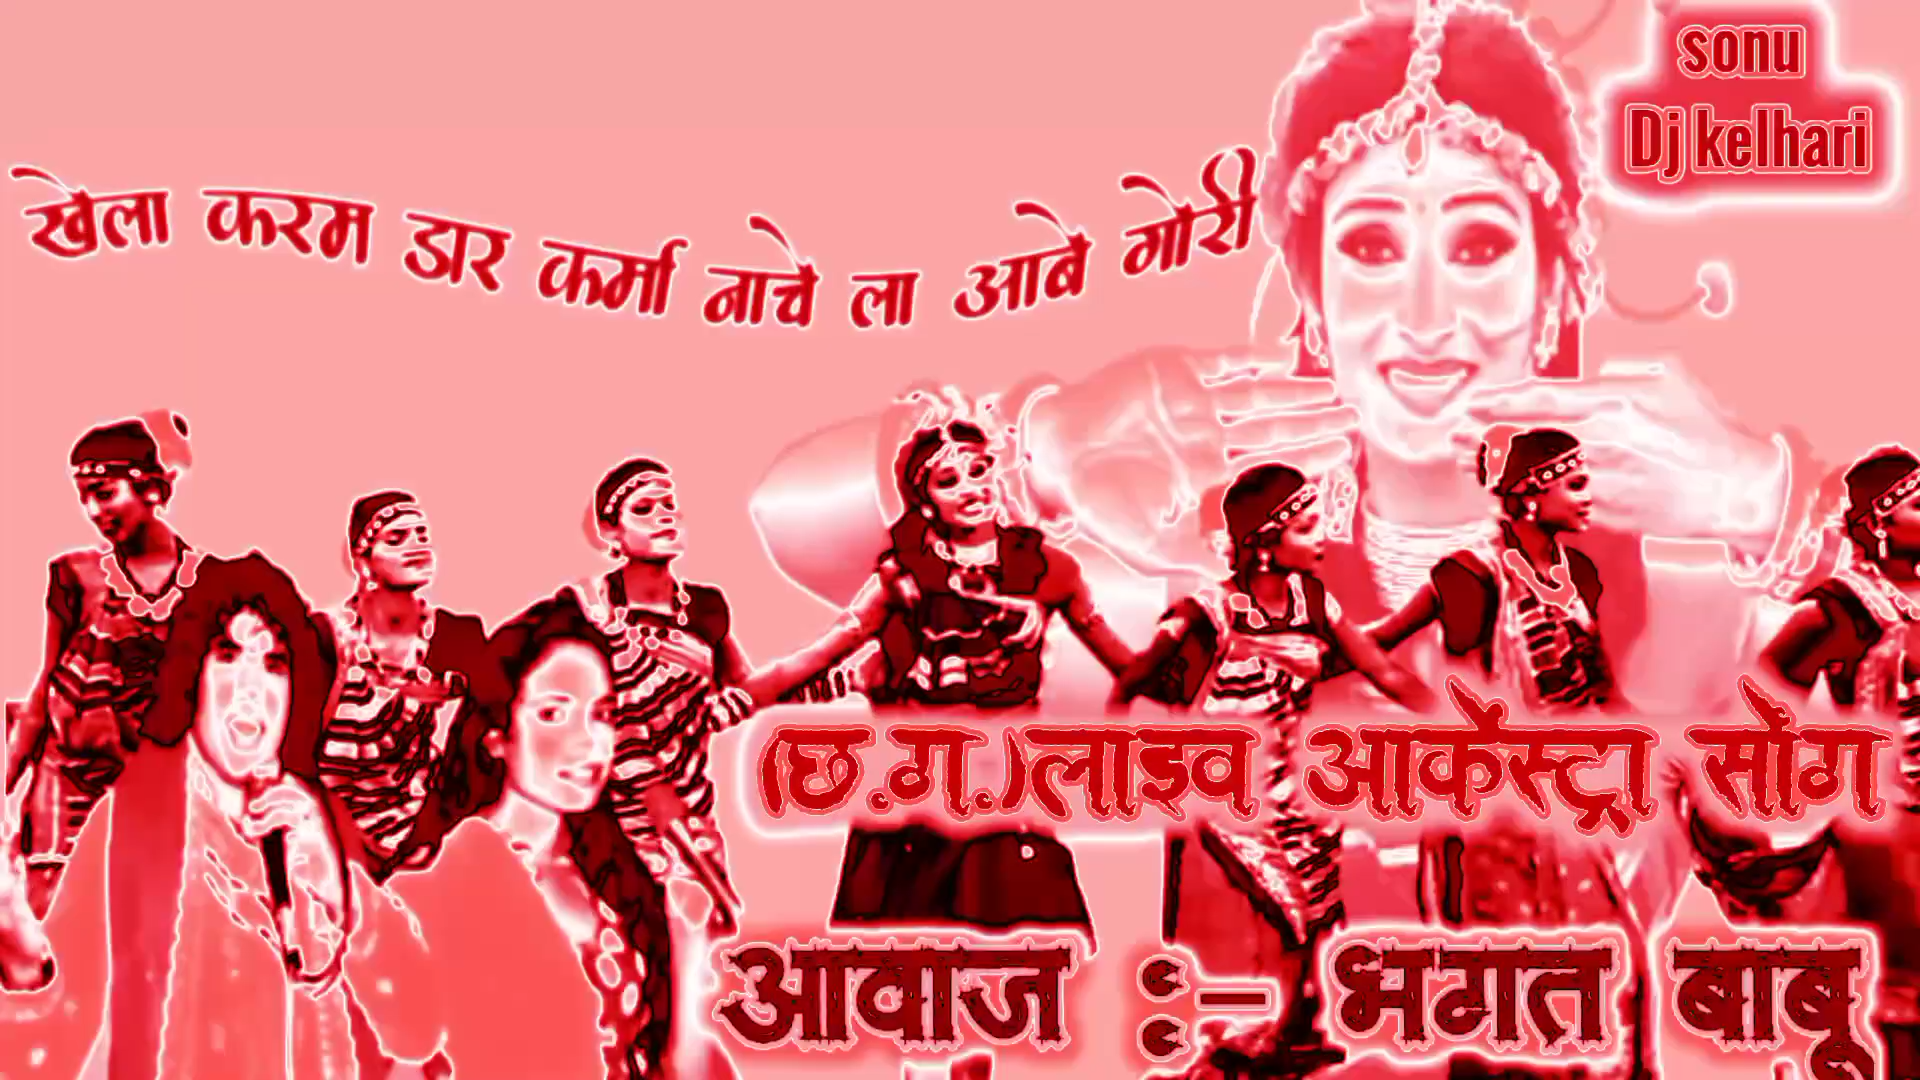 sonu
Dj kelhari
खेला करम डार कर्मा नाचे ला आबे गोरी
(छ.ग.)लाइव आर्केस्ट्रा सोंग
आवाज :- भगत बाबू